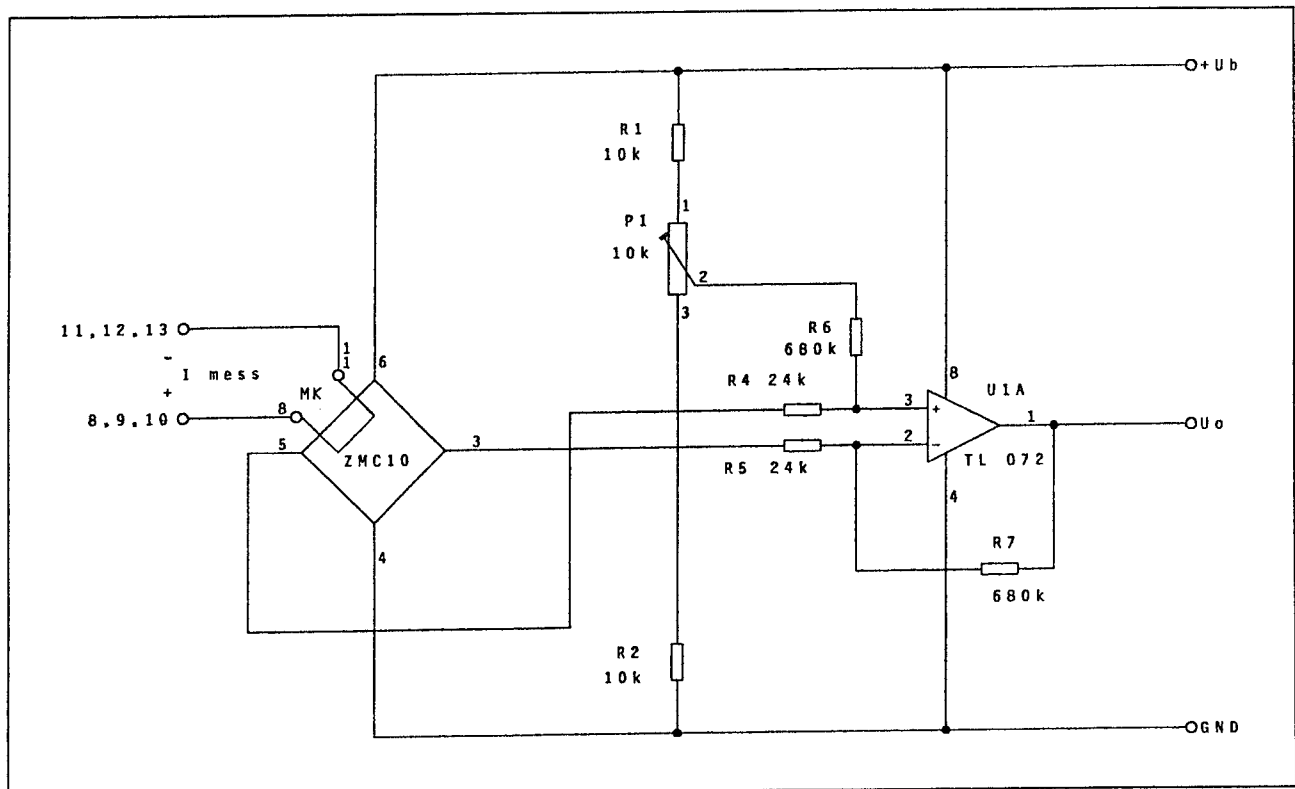 +Ub
R1
10k
1
P1
10k
2
3
11,12,13
-
I mess
+
8,9,10
1
1
MK
8
6
5
ZMC10
3
4
R6
680k
R4 24k
R5 24k
3
+
2
-
8
U1A
1
Uo
TL 072
4
R7
680k
R2
10k
GND